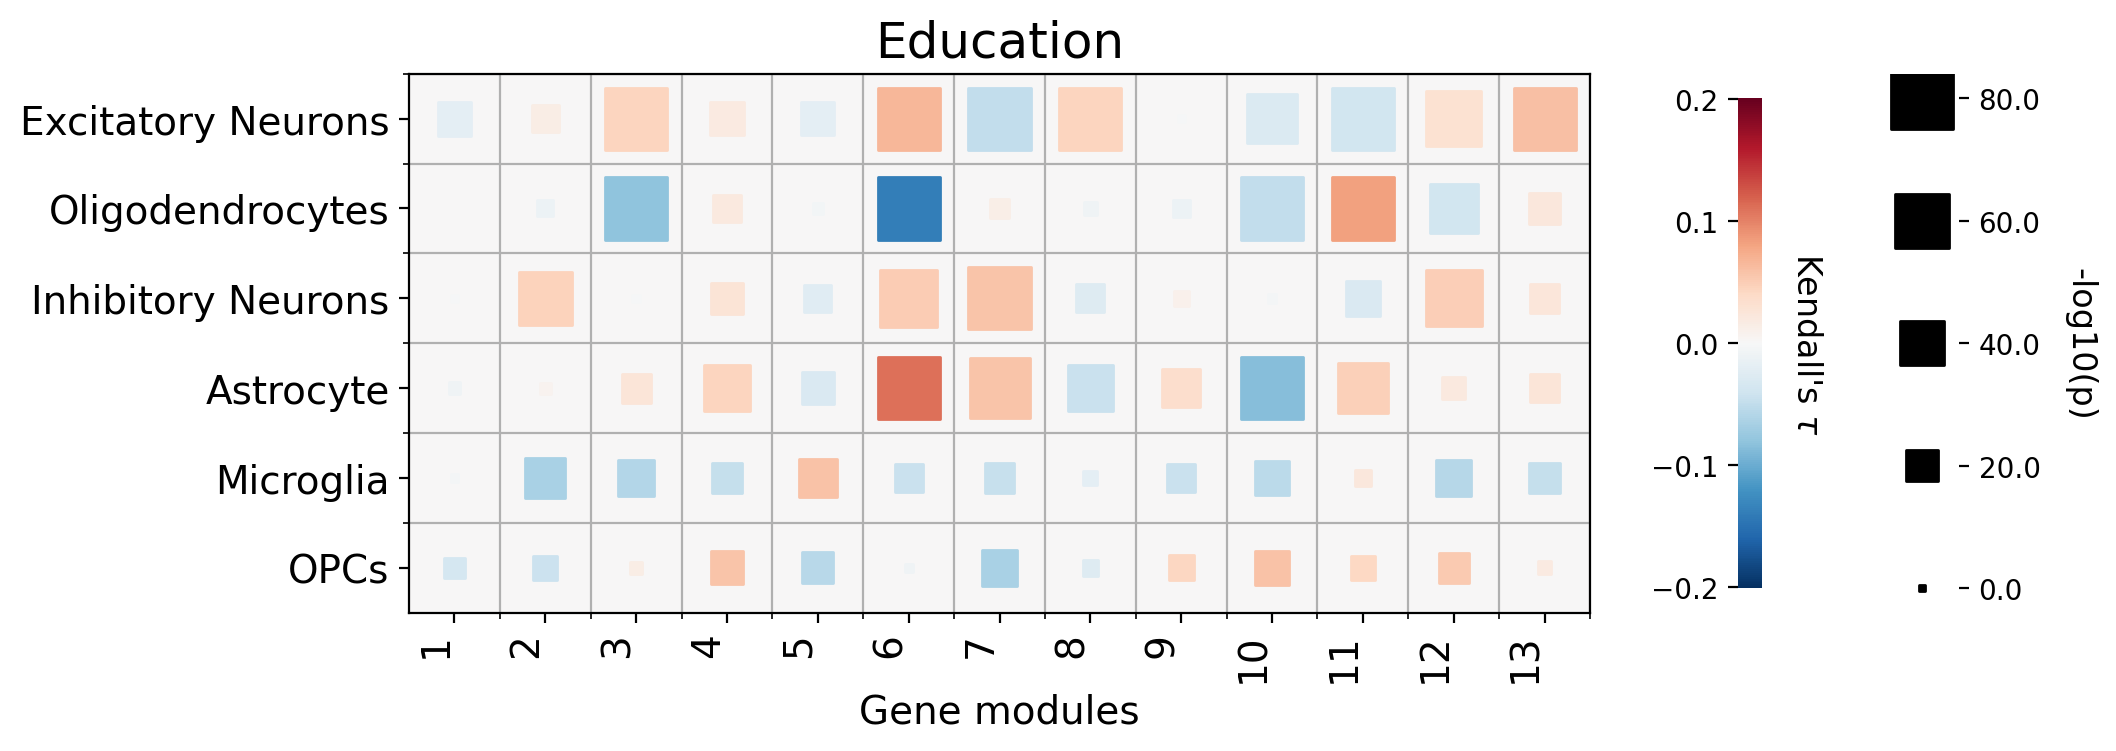 Education
Excitatory Neurons
Oligodendrocytes
Inhibitory Neurons
Astrocyte
Microglia
OPCs
1 2 3 4 5 6 7 8 9 10 11 12 13
Gene modules
0.2
0.1
0.0
−0.1
−0.2
Kendall's τ
80.0
60.0
40.0
20.0
0.0
-log10(p)